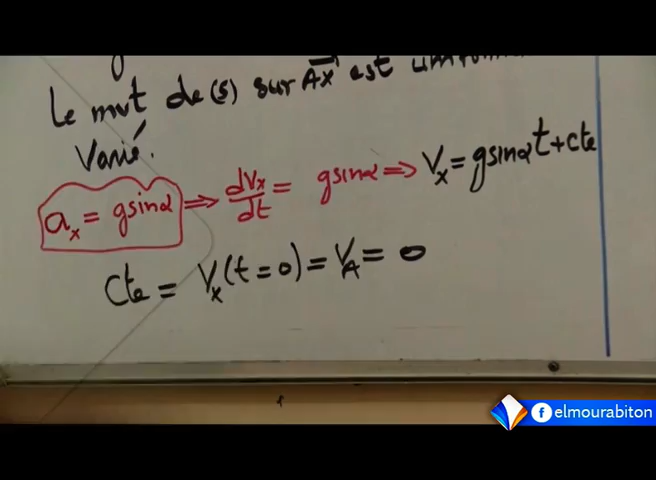 Le mvt de (S) sur Ax est
Varié.
aₓ = gsinα ⇒ dVₓ/dt = gsinα ⇒ Vₓ = gsinα t + cte
Cte = Vₓ(t = 0) = V_A = 0
elmourabiton